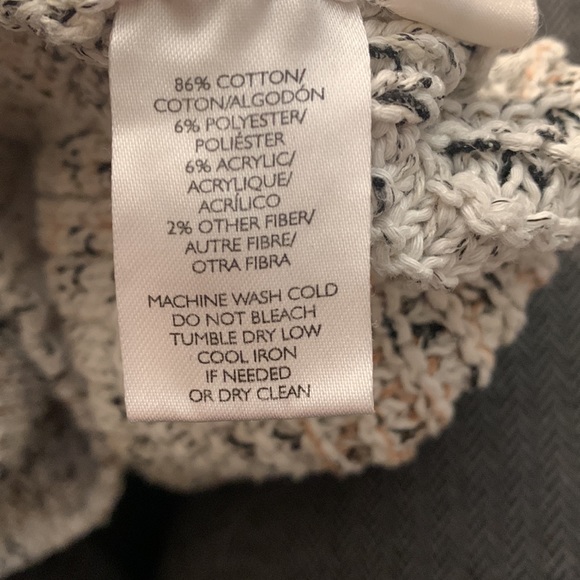 86% COTTON/
COTON/ALGODÓN
6% POLYESTER/
POLIÉSTER
6% ACRYLIC/
ACRYLIQUE/
ACRÍLICO
2% OTHER FIBER/
AUTRE FIBRE/
OTRA FIBRA
MACHINE WASH COLD
DO NOT BLEACH
TUMBLE DRY LOW
COOL IRON
IF NEEDED
OR DRY CLEAN